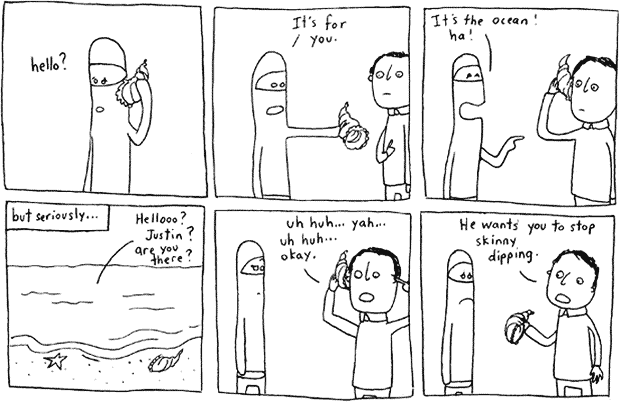 hello?
It's for
you.
It's the ocean!
ha!
but seriously...
Hellooo?
Justin?
are you
there?
uh huh... yah...
uh huh...
okay.
He wants you to stop
skinny
dipping.